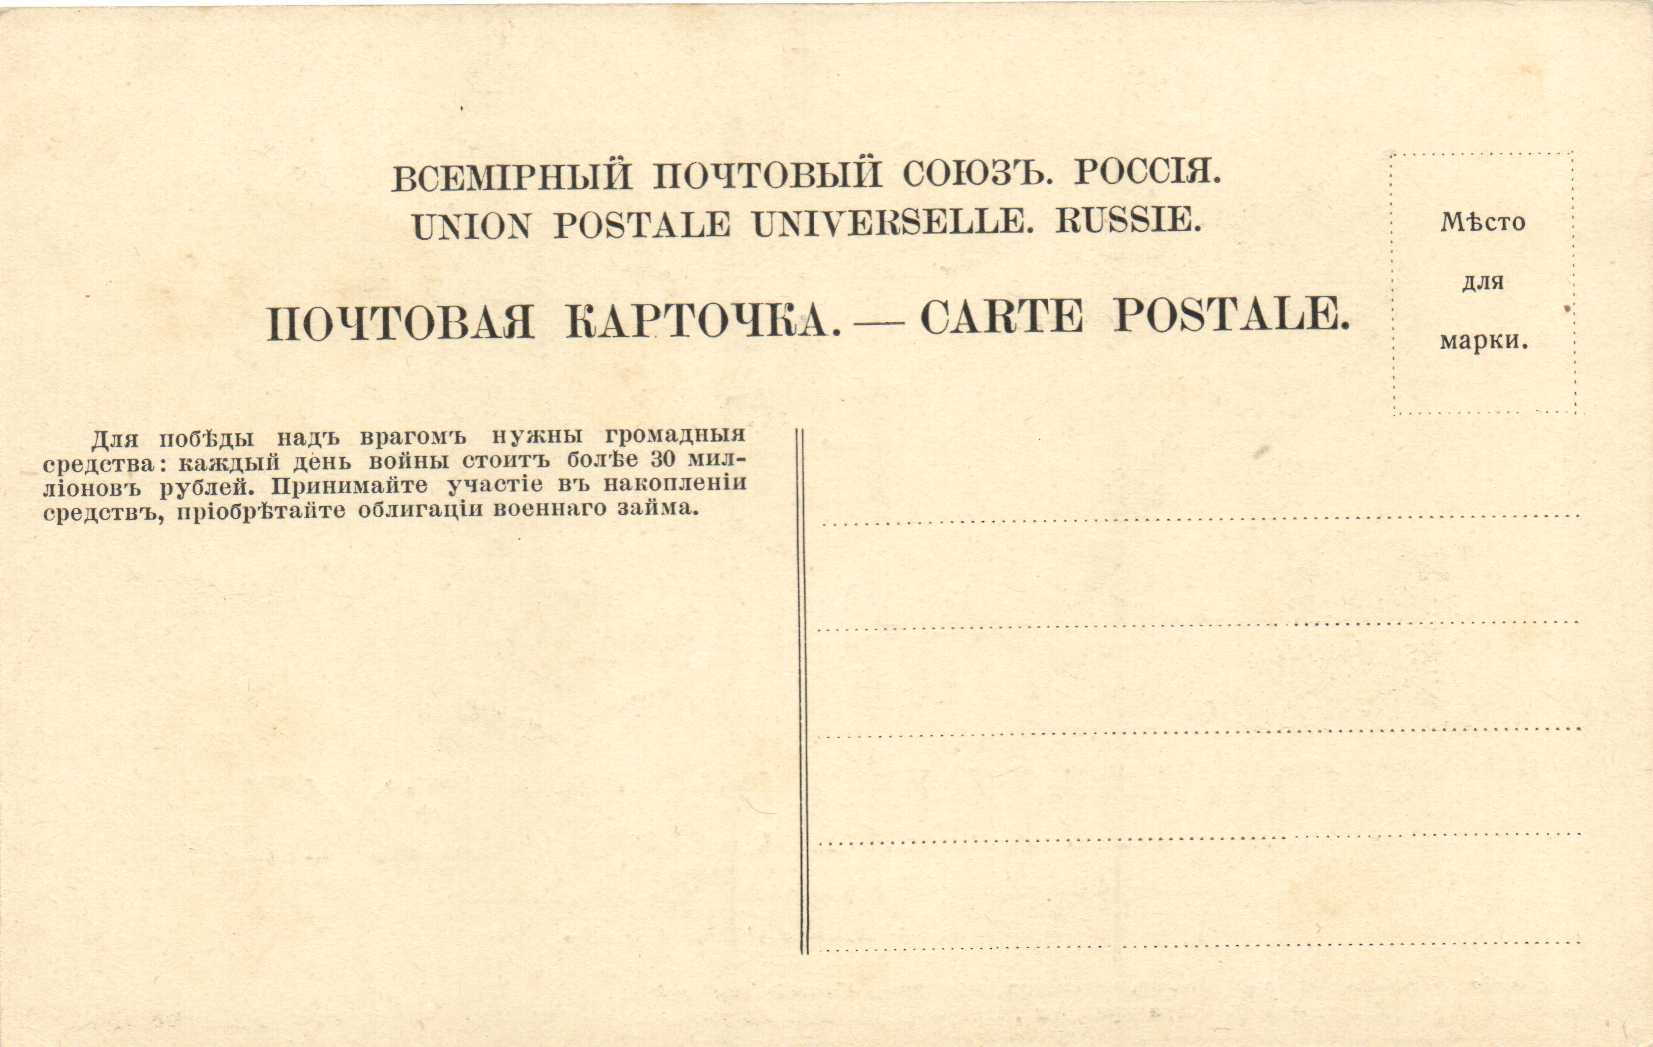 ВСЕМІРНЫЙ ПОЧТОВЫЙ СОЮЗЪ. РОССІЯ.
UNION POSTALE UNIVERSELLE. RUSSIE.
ПОЧТОВАЯ КАРТОЧКА. — CARTE POSTALE.
Мѣсто
для
марки.
Для побѣды надъ врагомъ нужны громадныя
средства: каждый день войны стоитъ болѣе 30 мил-
ліоновъ рублей. Принимайте участіе въ накопленіи
средствъ, пріобрѣтайте облигаціи военнаго займа.